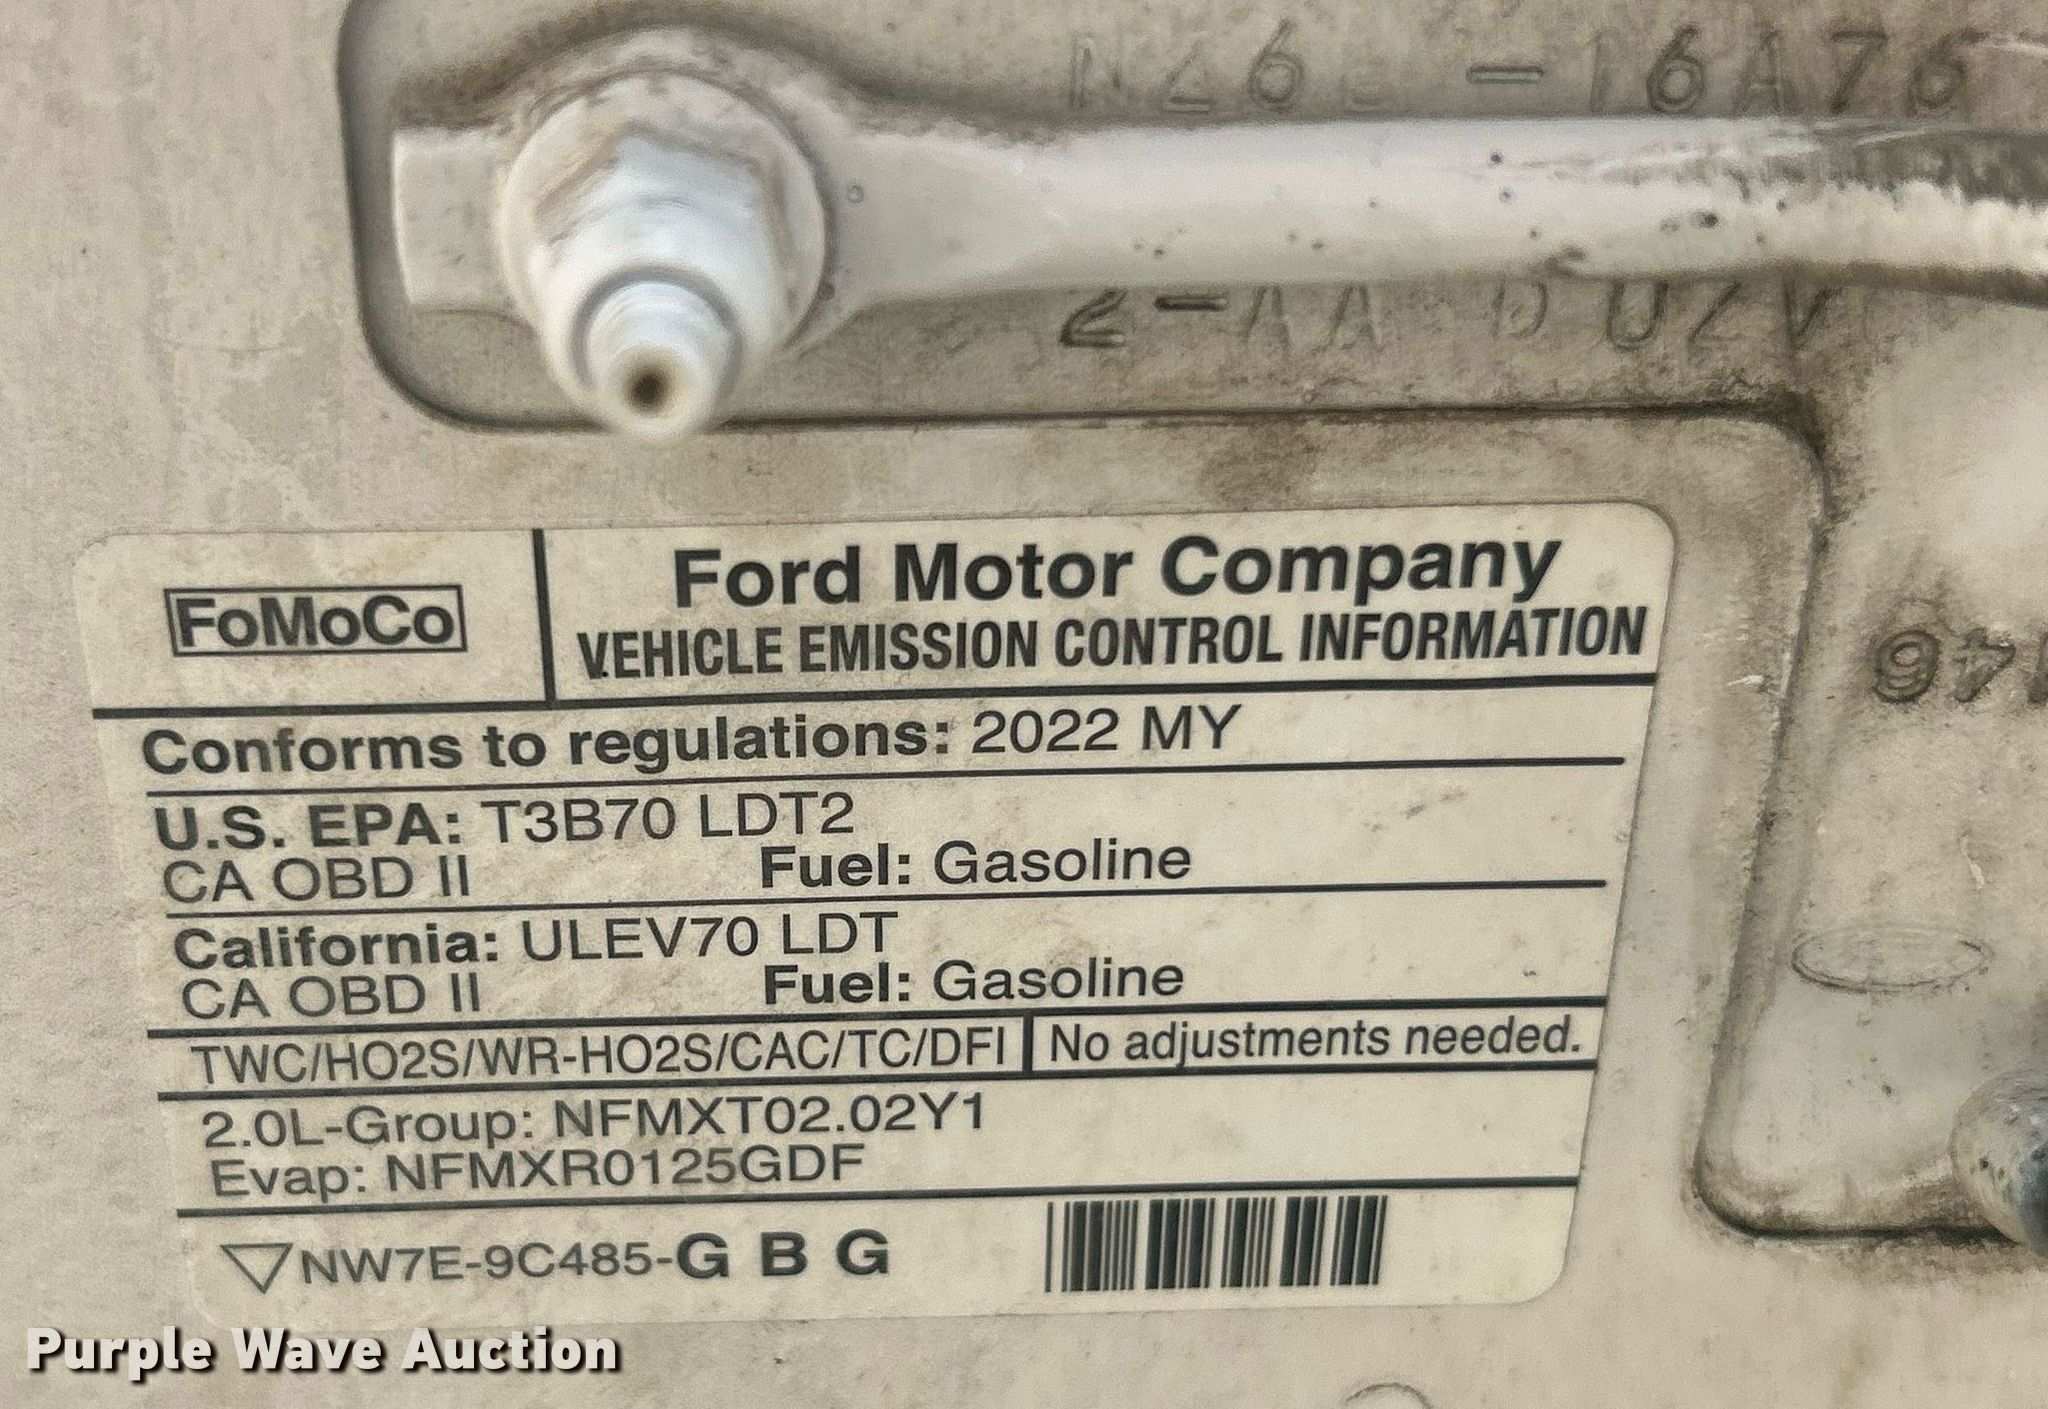 FoMoCo
Ford Motor Company
VEHICLE EMISSION CONTROL INFORMATION
Conforms to regulations: 2022 MY
U.S. EPA: T3B70 LDT2
CA OBD II Fuel: Gasoline
California: ULEV70 LDT
CA OBD II Fuel: Gasoline
TWC/HO2S/WR-HO2S/CAC/TC/DFI No adjustments needed.
2.0L-Group: NFMXT02.02Y1
Evap: NFMXR0125GDF
NW7E-9C485-G B G
Purple Wave Auction